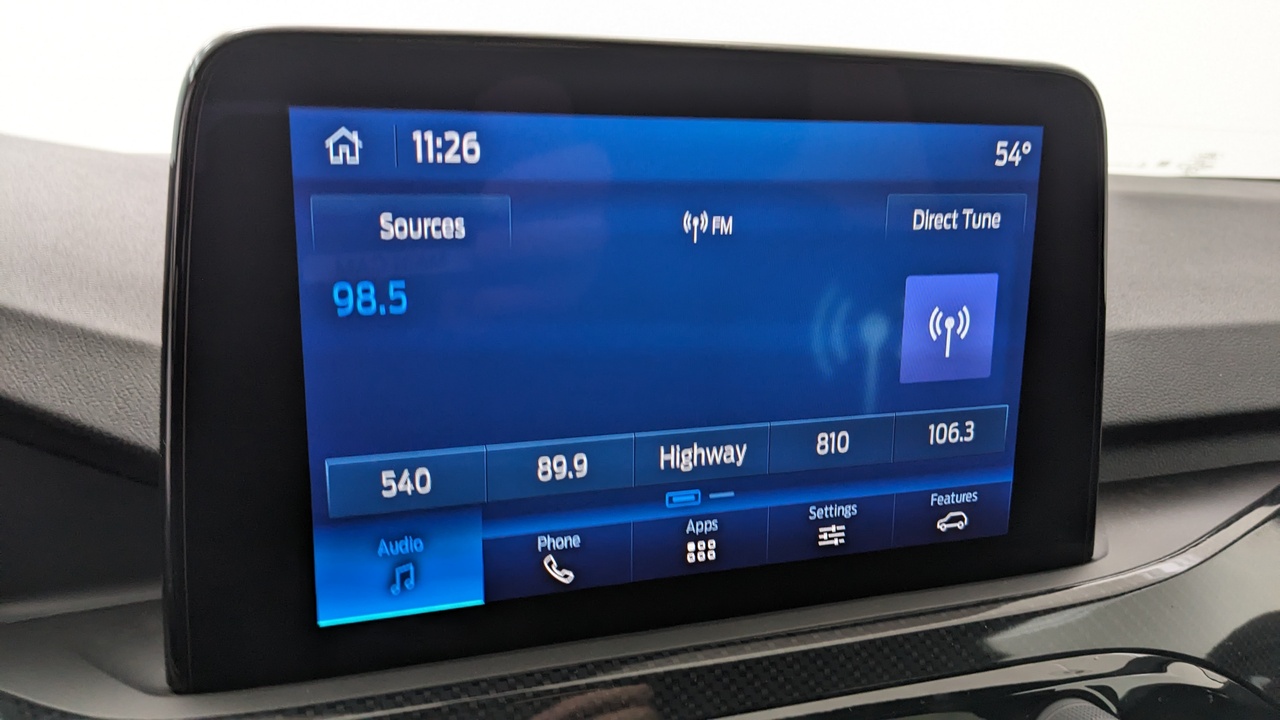 11:26
54°
Sources
FM
Direct Tune
98.5
540
89.9
Highway
810
106.3
Audio
Phone
Apps
Settings
Features